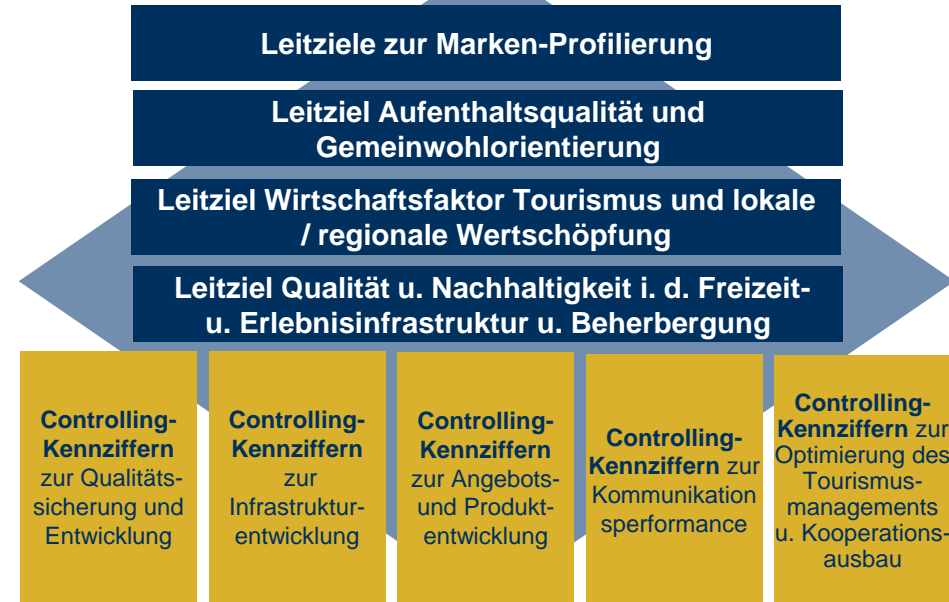 Leitziele zur Marken-Profilierung
Leitziel Aufenthaltsqualität und
Gemeinwohlorientierung
Leitziel Wirtschaftsfaktor Tourismus und lokale
/ regionale Wertschöpfung
Leitziel Qualität u. Nachhaltigkeit i. d. Freizeit-
u. Erlebnisinfrastruktur u. Beherbergung
Controlling-
Kennziffern
zur Qualitäts-
sicherung und
Entwicklung
Controlling-
Kennziffern
zur
Infrastruktur-
entwicklung
Controlling-
Kennziffern
zur Angebots-
und Produkt-
entwicklung
Controlling-
Kennziffern zur
Kommunikation
sperformance
Controlling-
Kennziffern zur
Optimierung des
Tourismus-
managements
u. Kooperations-
ausbau